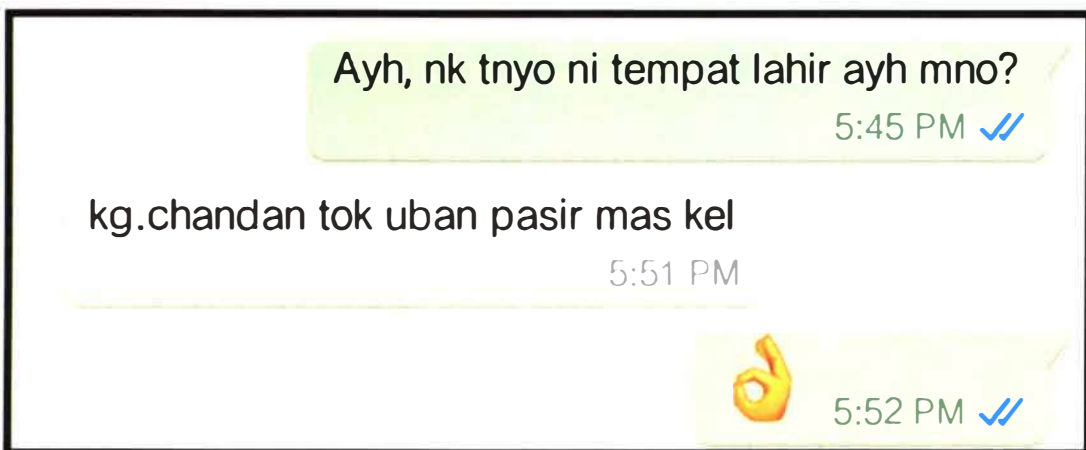 Ayh, nk tnyo ni tempat lahir ayh mno?
5:45 PM
kg.chandan tok uban pasir mas kel
5:51 PM
👌 5:52 PM